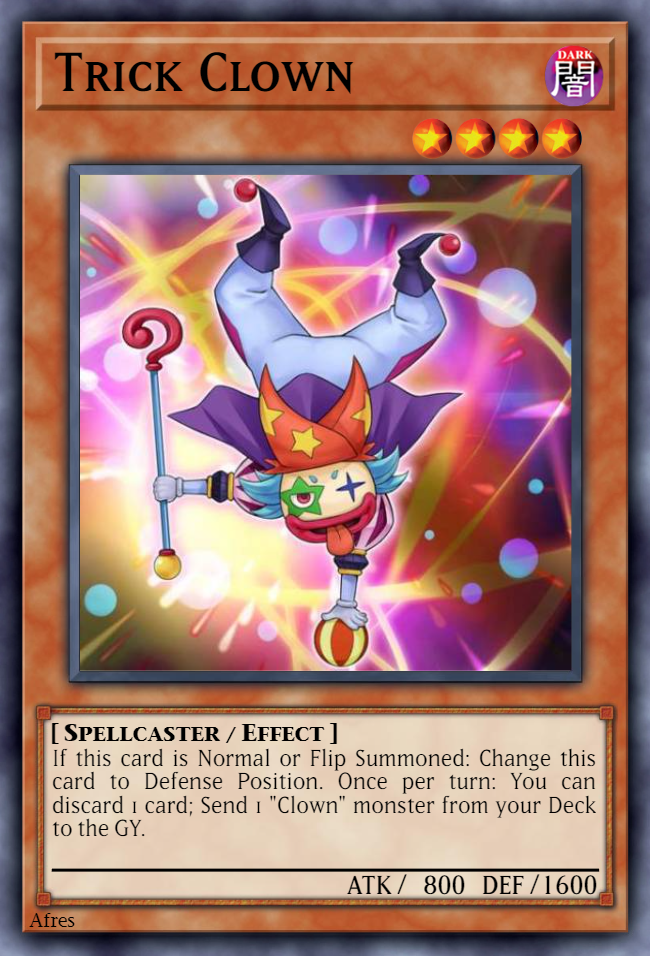 Trick Clown
DARK
闇
[ Spellcaster / Effect ]
If this card is Normal or Flip Summoned: Change this
card to Defense Position. Once per turn: You can
discard 1 card; Send 1 "Clown" monster from your Deck
to the GY.
ATK / 800 DEF /1600
Afres